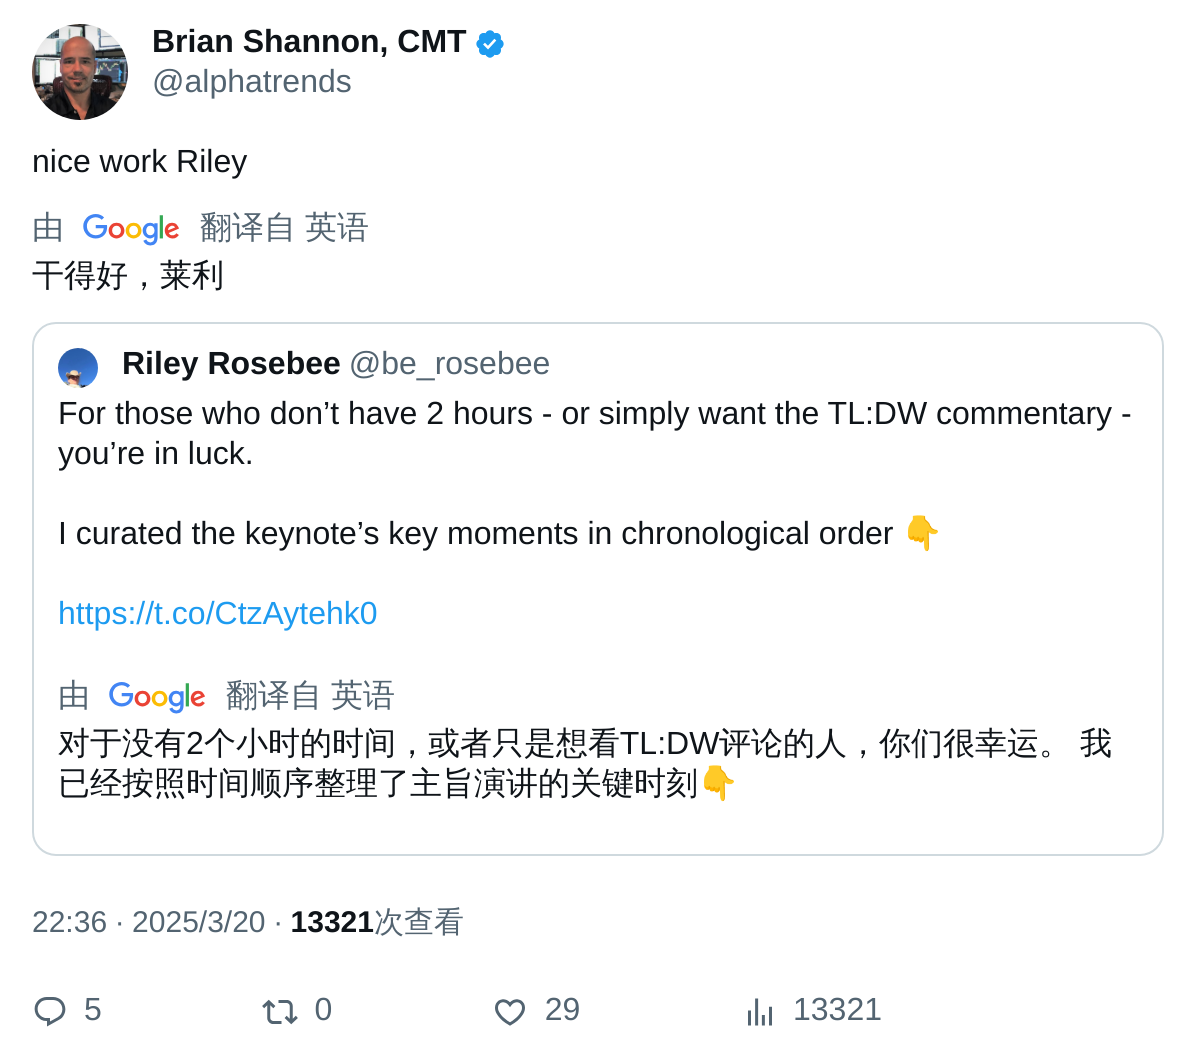 Brian Shannon, CMT
@alphatrends
nice work Riley
由 Google 翻译自 英语
干得好，莱利
Riley Rosebee @be_rosebee
For those who don’t have 2 hours - or simply want the TL:DW commentary -
you’re in luck.
I curated the keynote’s key moments in chronological order 👇
https://t.co/CtzAytehk0
由 Google 翻译自 英语
对于没有2个小时的时间，或者只是想看TL:DW评论的人，你们很幸运。 我
已经按照时间顺序整理了主旨演讲的关键时刻👇
22:36 · 2025/3/20 · 13321次查看
5 0 29 13321